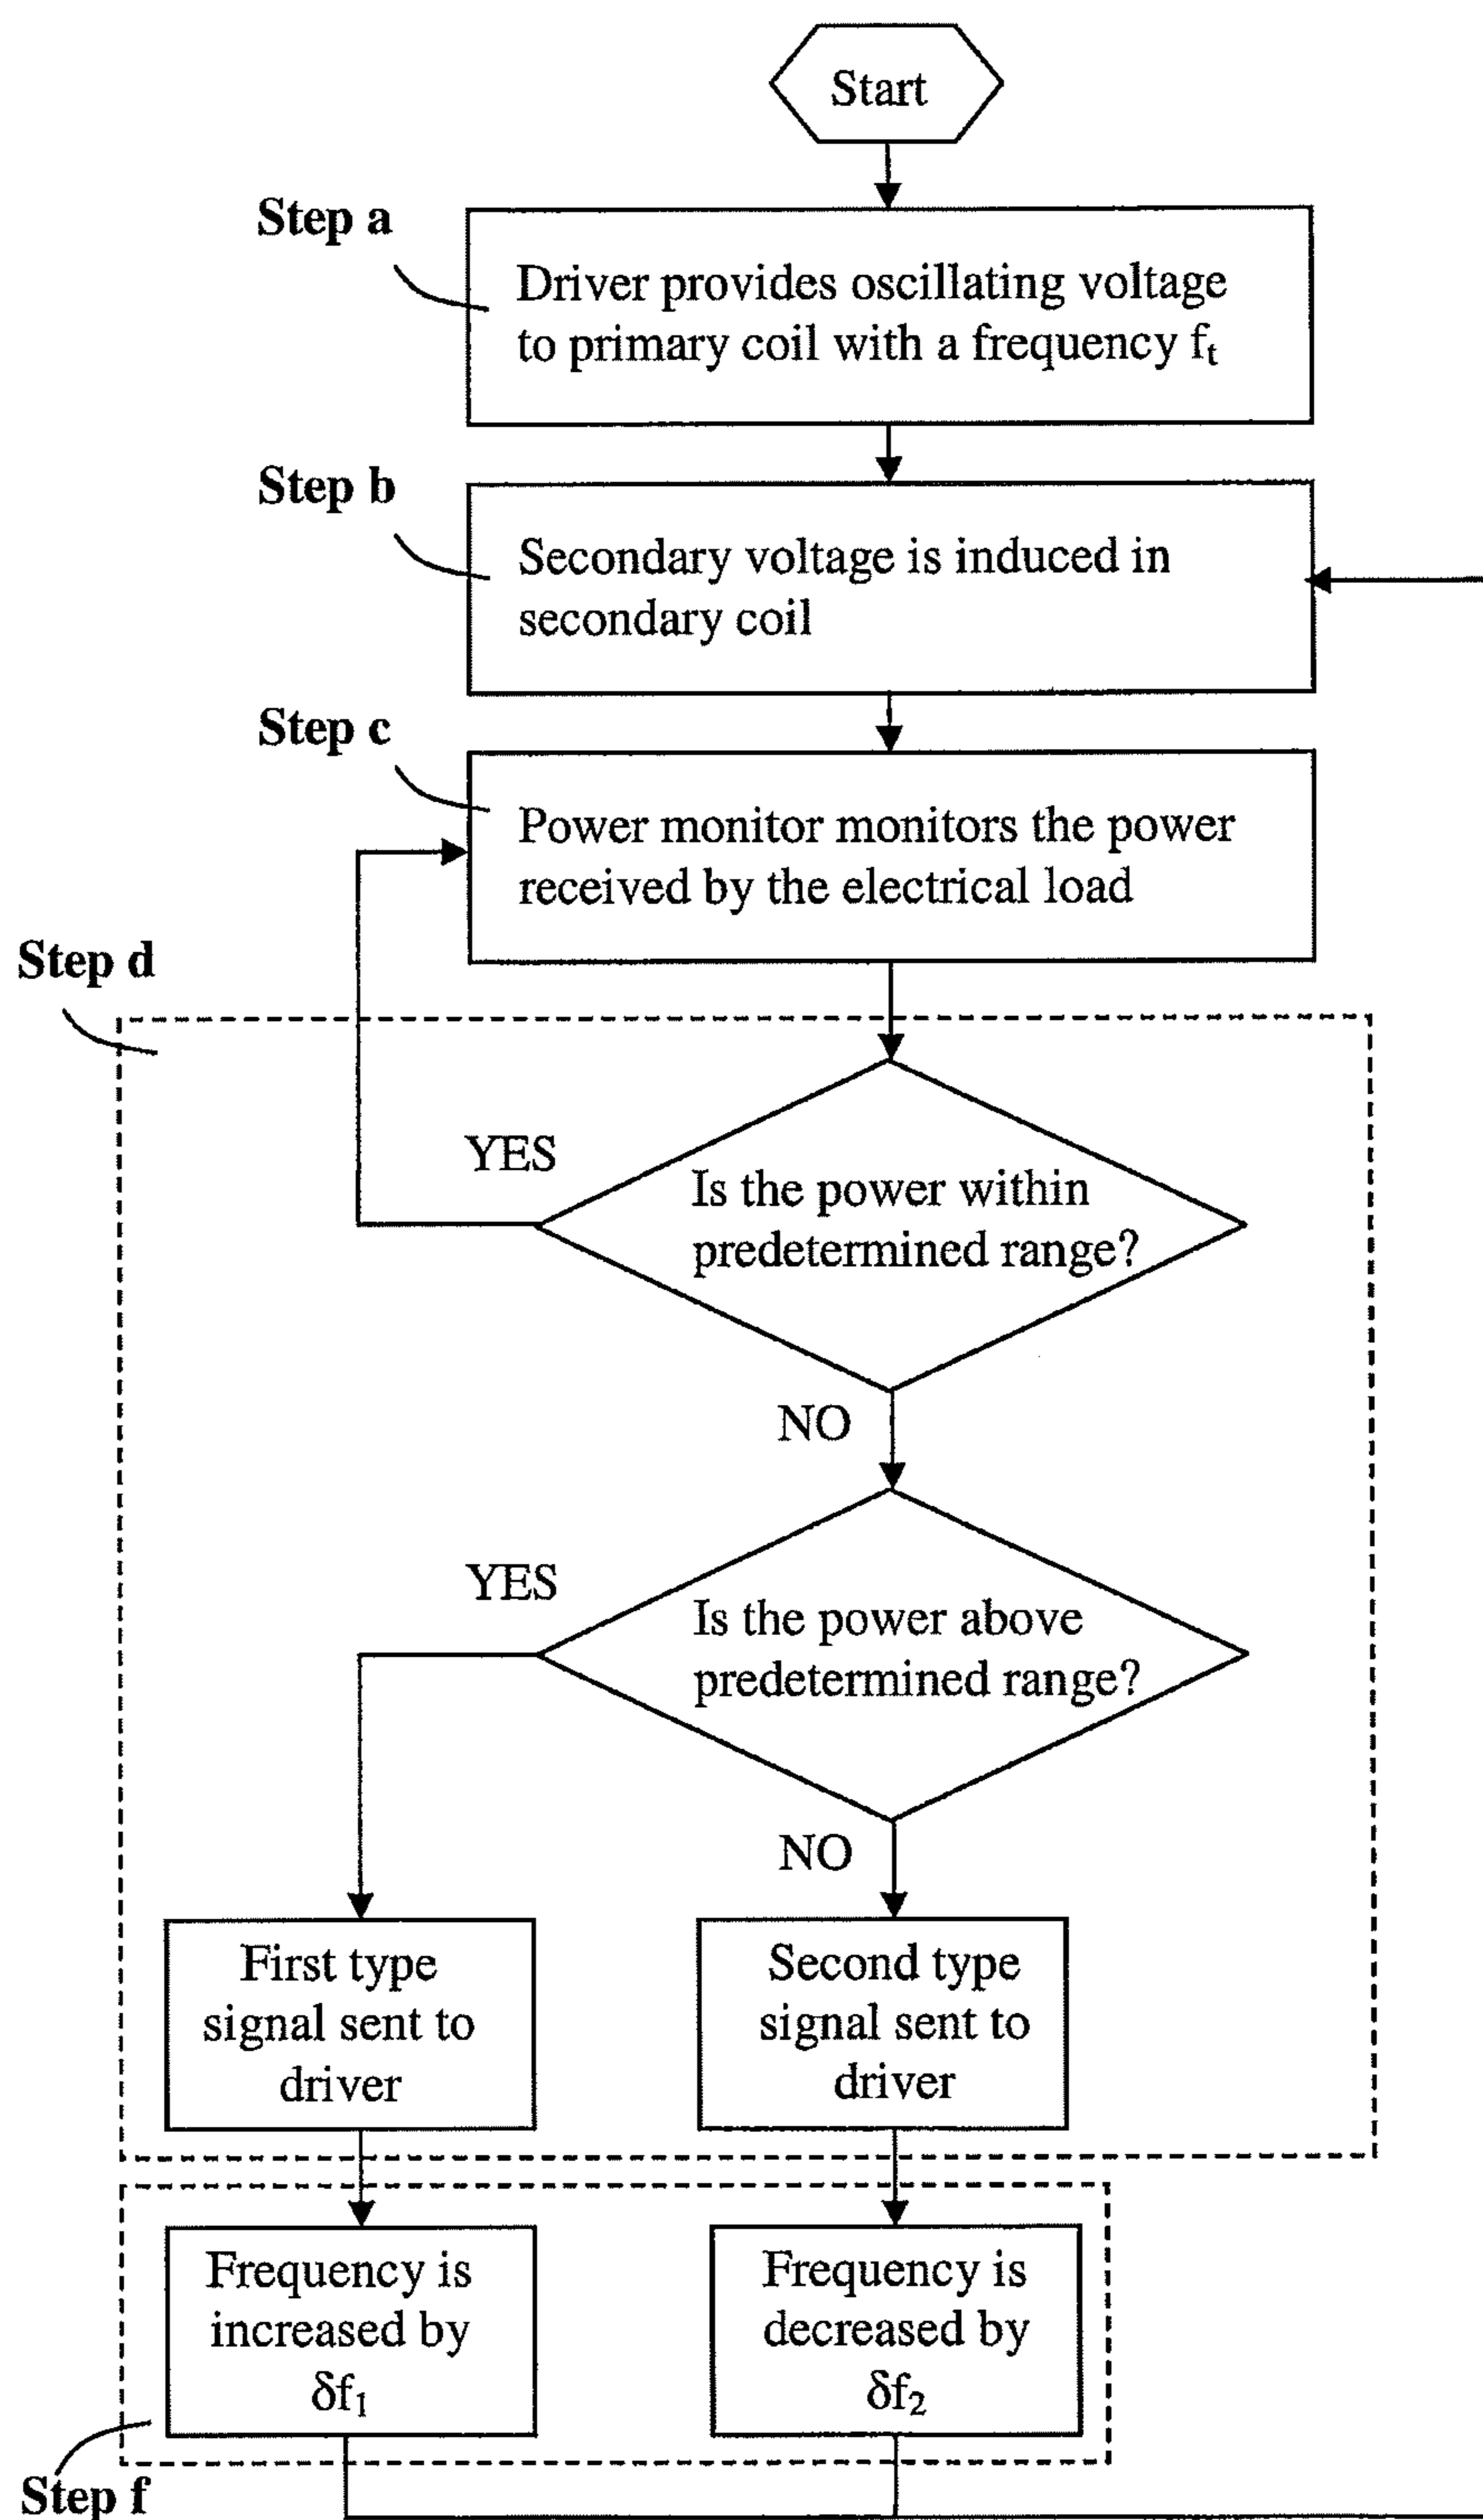 Start
Step a
Driver provides oscillating voltage
to primary coil with a frequency fₜ
Step b
Secondary voltage is induced in
secondary coil
Step c
Power monitor monitors the power
received by the electrical load
Step d
YES
Is the power within
predetermined range?
NO
YES
Is the power above
predetermined range?
NO
First type
signal sent to
driver
Second type
signal sent to
driver
Frequency is
increased by
δf₁
Frequency is
decreased by
δf₂
Step f